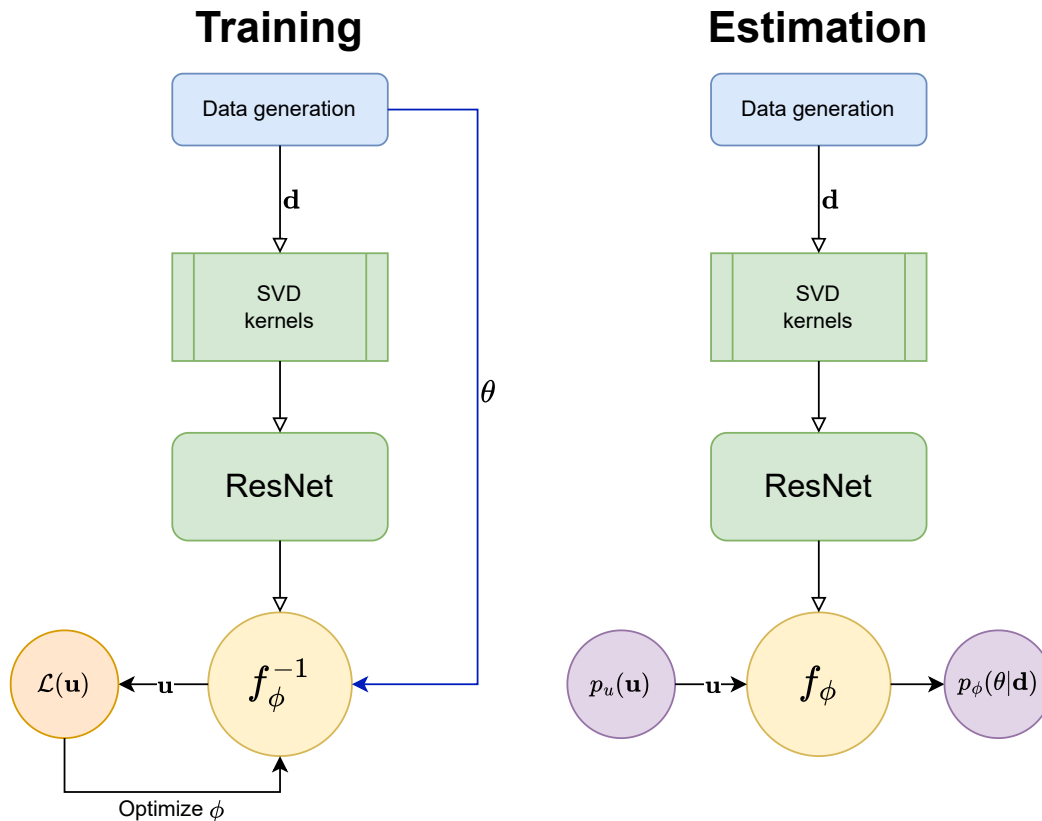 Training
Data generation
d
SVD
kernels
θ
ResNet
f_ϕ^{-1}
u
ℒ(u)
Optimize ϕ
Estimation
Data generation
d
SVD
kernels
ResNet
p_u(u)
u
f_ϕ
p_ϕ(θ|d)